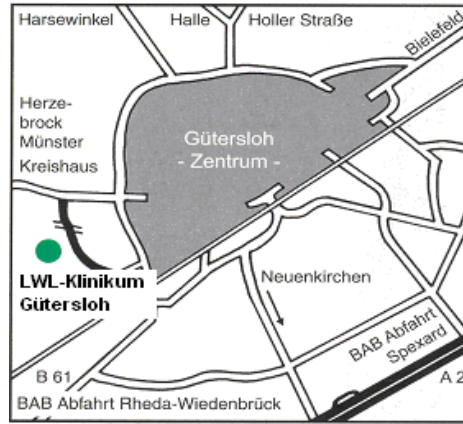 Harsewinkel
Halle
Holler Straße
Bielefeld
Herze-
brock
Münster
Kreishaus
Gütersloh
- Zentrum -
LWL-Klinikum
Gütersloh
Neuenkirchen
BAB Abfahrt
Spexard
B 61
A 2
BAB Abfahrt Rheda-Wiedenbrück